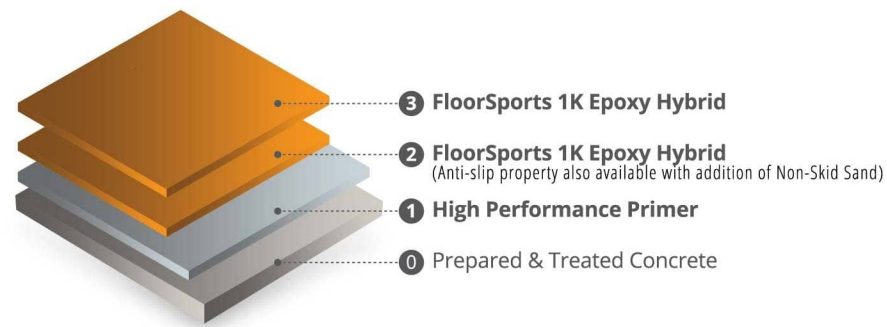 3 FloorSports 1K Epoxy Hybrid
2 FloorSports 1K Epoxy Hybrid
(Anti-slip property also available with addition of Non-Skid Sand)
1 High Performance Primer
0 Prepared & Treated Concrete